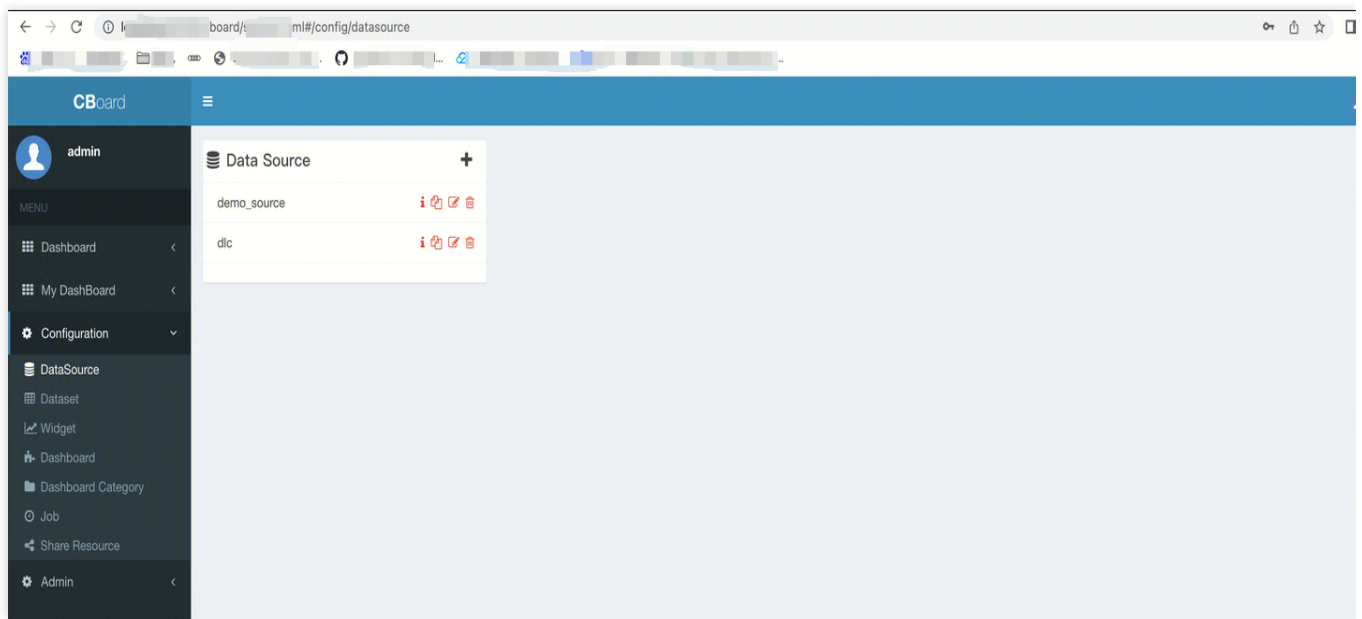 board/s
ml#/config/datasource
CBoard
admin
MENU
Dashboard
My DashBoard
Configuration
DataSource
Dataset
Widget
Dashboard
Dashboard Category
Job
Share Resource
Admin
Data Source
demo_source
dlc